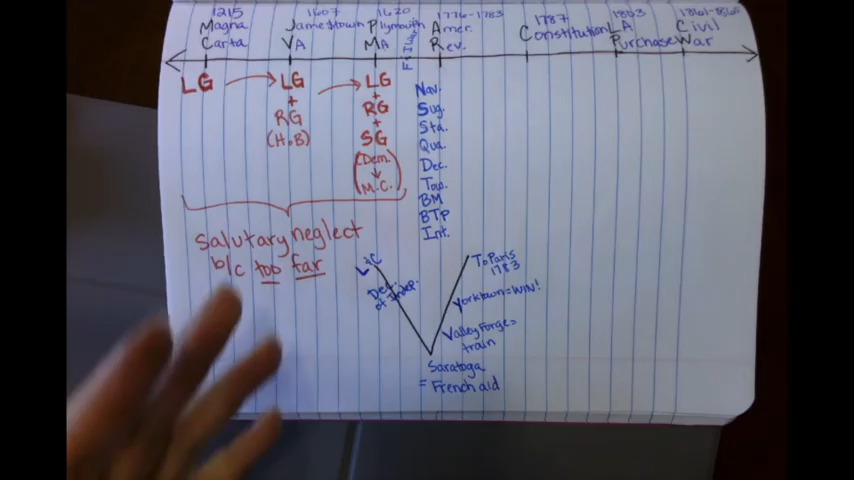 1215
Magna
Carta
1607
Jamestown
VA
1620
Plymouth
MA
F+I War
1776-1783
Amer.
Rev.
1787
Constitution
1803
LA
Purchase
1861-1865
Civil
War
LG
LG
+
RG
(H.o.B)
LG
+
RG
+
SG
(Dem.
M.C.)
Nav.
Sug.
Sta.
Qua.
Dec.
Tow.
BM
BTP
Int.
salutary neglect
b/c too far
L&C
Dec.
of Indep.
Saratoga
= French aid
Valley Forge =
train
Yorktown = WIN!
T o Paris
1783